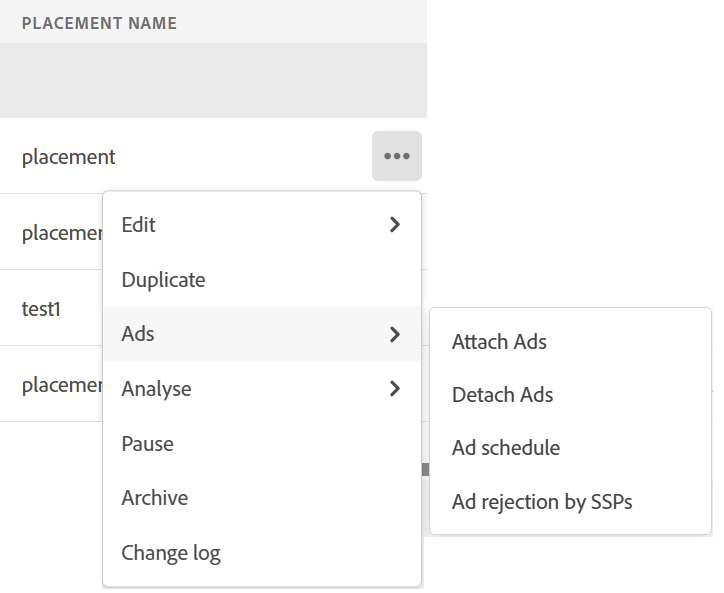 PLACEMENT NAME
placement
Edit
placemen
Duplicate
test1
Ads
Attach Ads
placemen
Analyse
Detach Ads
Pause
Ad schedule
Archive
Ad rejection by SSPs
Change log